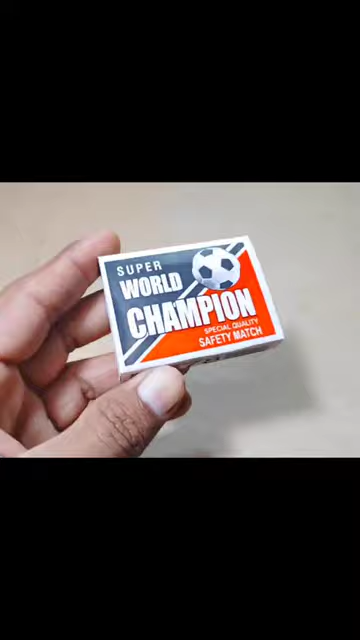 SUPER
WORLD
CHAMPION
SPECIAL QUALITY
SAFETY MATCH